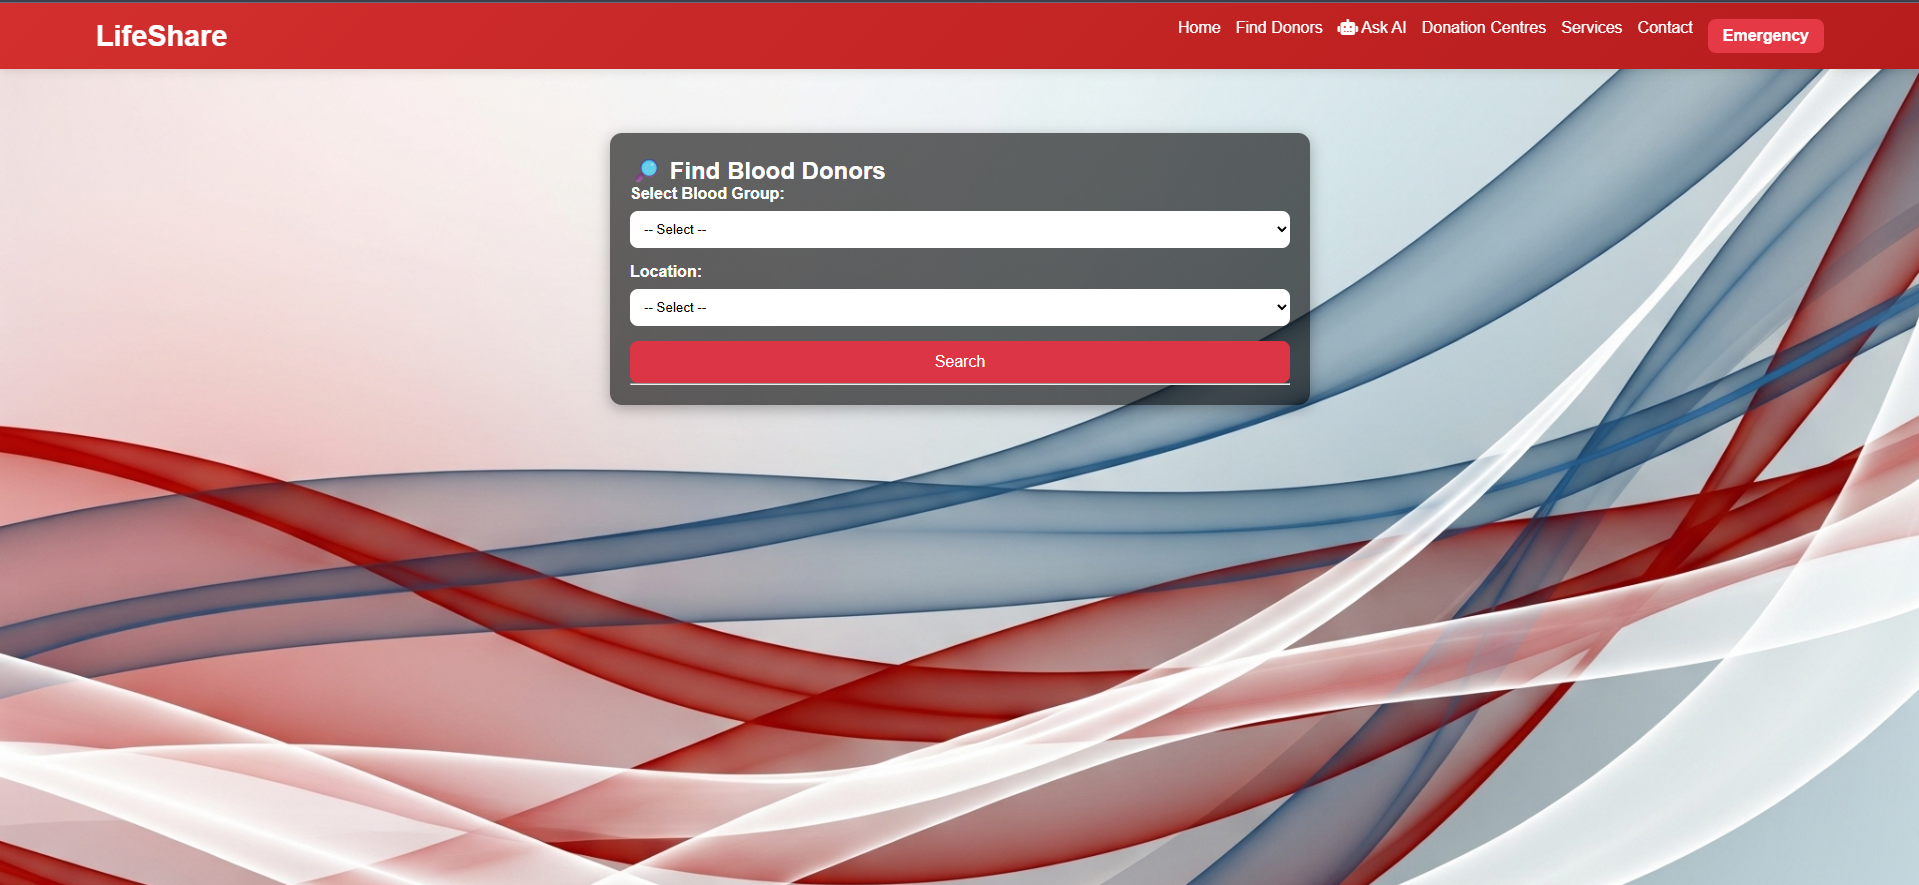 LifeShare
Home Find Donors Ask AI Donation Centres Services Contact Emergency
Find Blood Donors
Select Blood Group:
-- Select --
Location:
-- Select --
Search